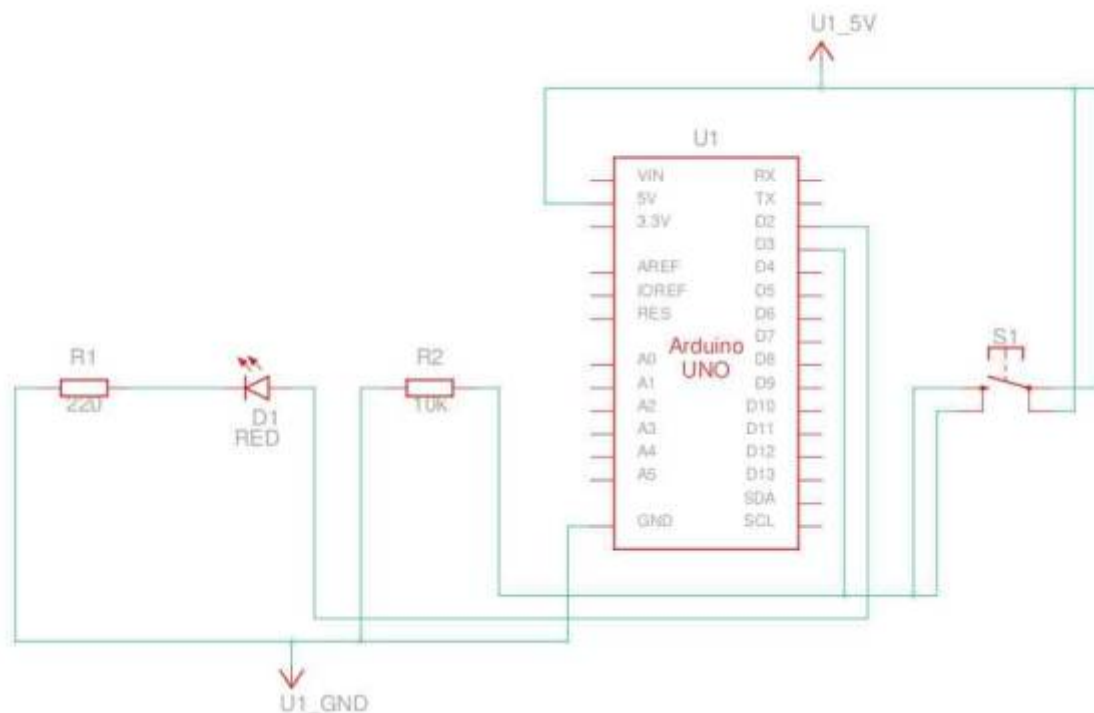 U1_5V
U1
VIN RX
5V TX
3.3V D2
D3
AREF D4
IOREF D5
RES D6
D7
Arduino
UNO
A0 D8
A1 D9
A2 D10
A3 D11
A4 D12
A5 D13
SDA
GND SCL
R1
220
D1
RED
R2
10k
S1
U1_GND